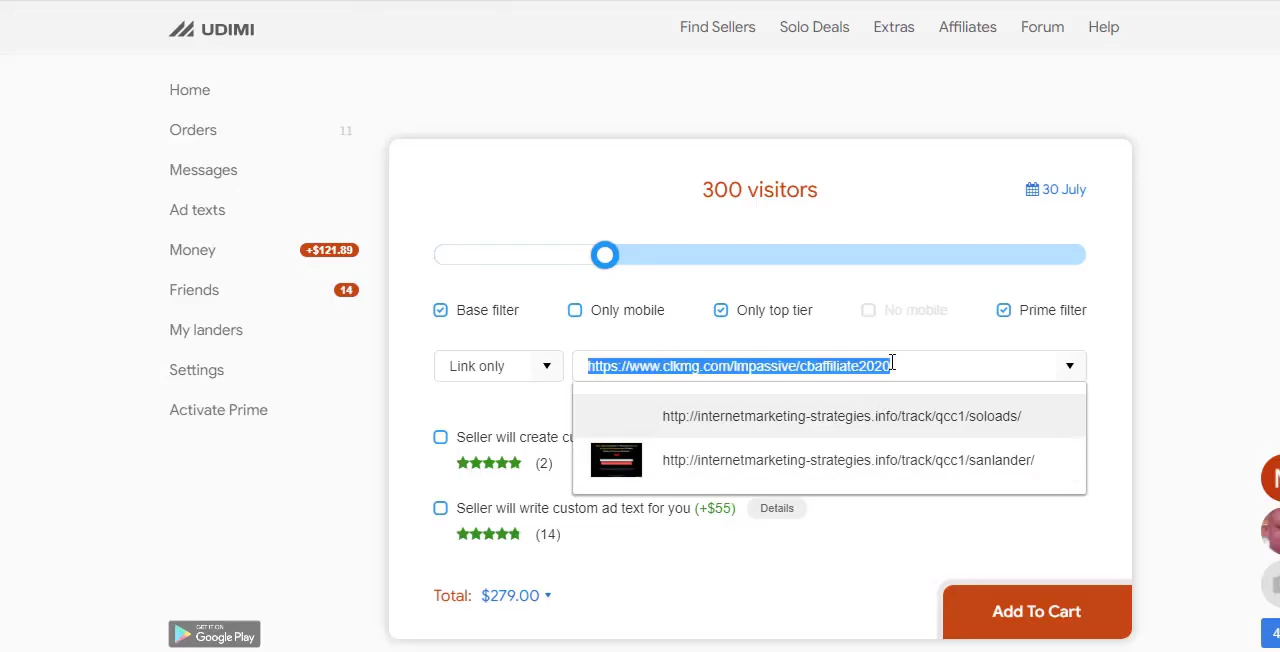 UDIMI
Find Sellers Solo Deals Extras Affiliates Forum Help
Home
Orders 11
Messages
Ad texts
Money +$121.89
Friends 14
My landers
Settings
Activate Prime
GET IT ON
Google Play
300 visitors
30 July
Base filter Only mobile Only top tier No mobile Prime filter
Link only https://www.clkmg.com/Impassive/cbaffiliate2020
http://internetmarketing-strategies.info/track/qcc1/soloads/
http://internetmarketing-strategies.info/track/qcc1/sanlander/
Seller will create
(2)
Seller will write custom ad text for you (+$55) Details
(14)
Total: $279.00
Add To Cart
4